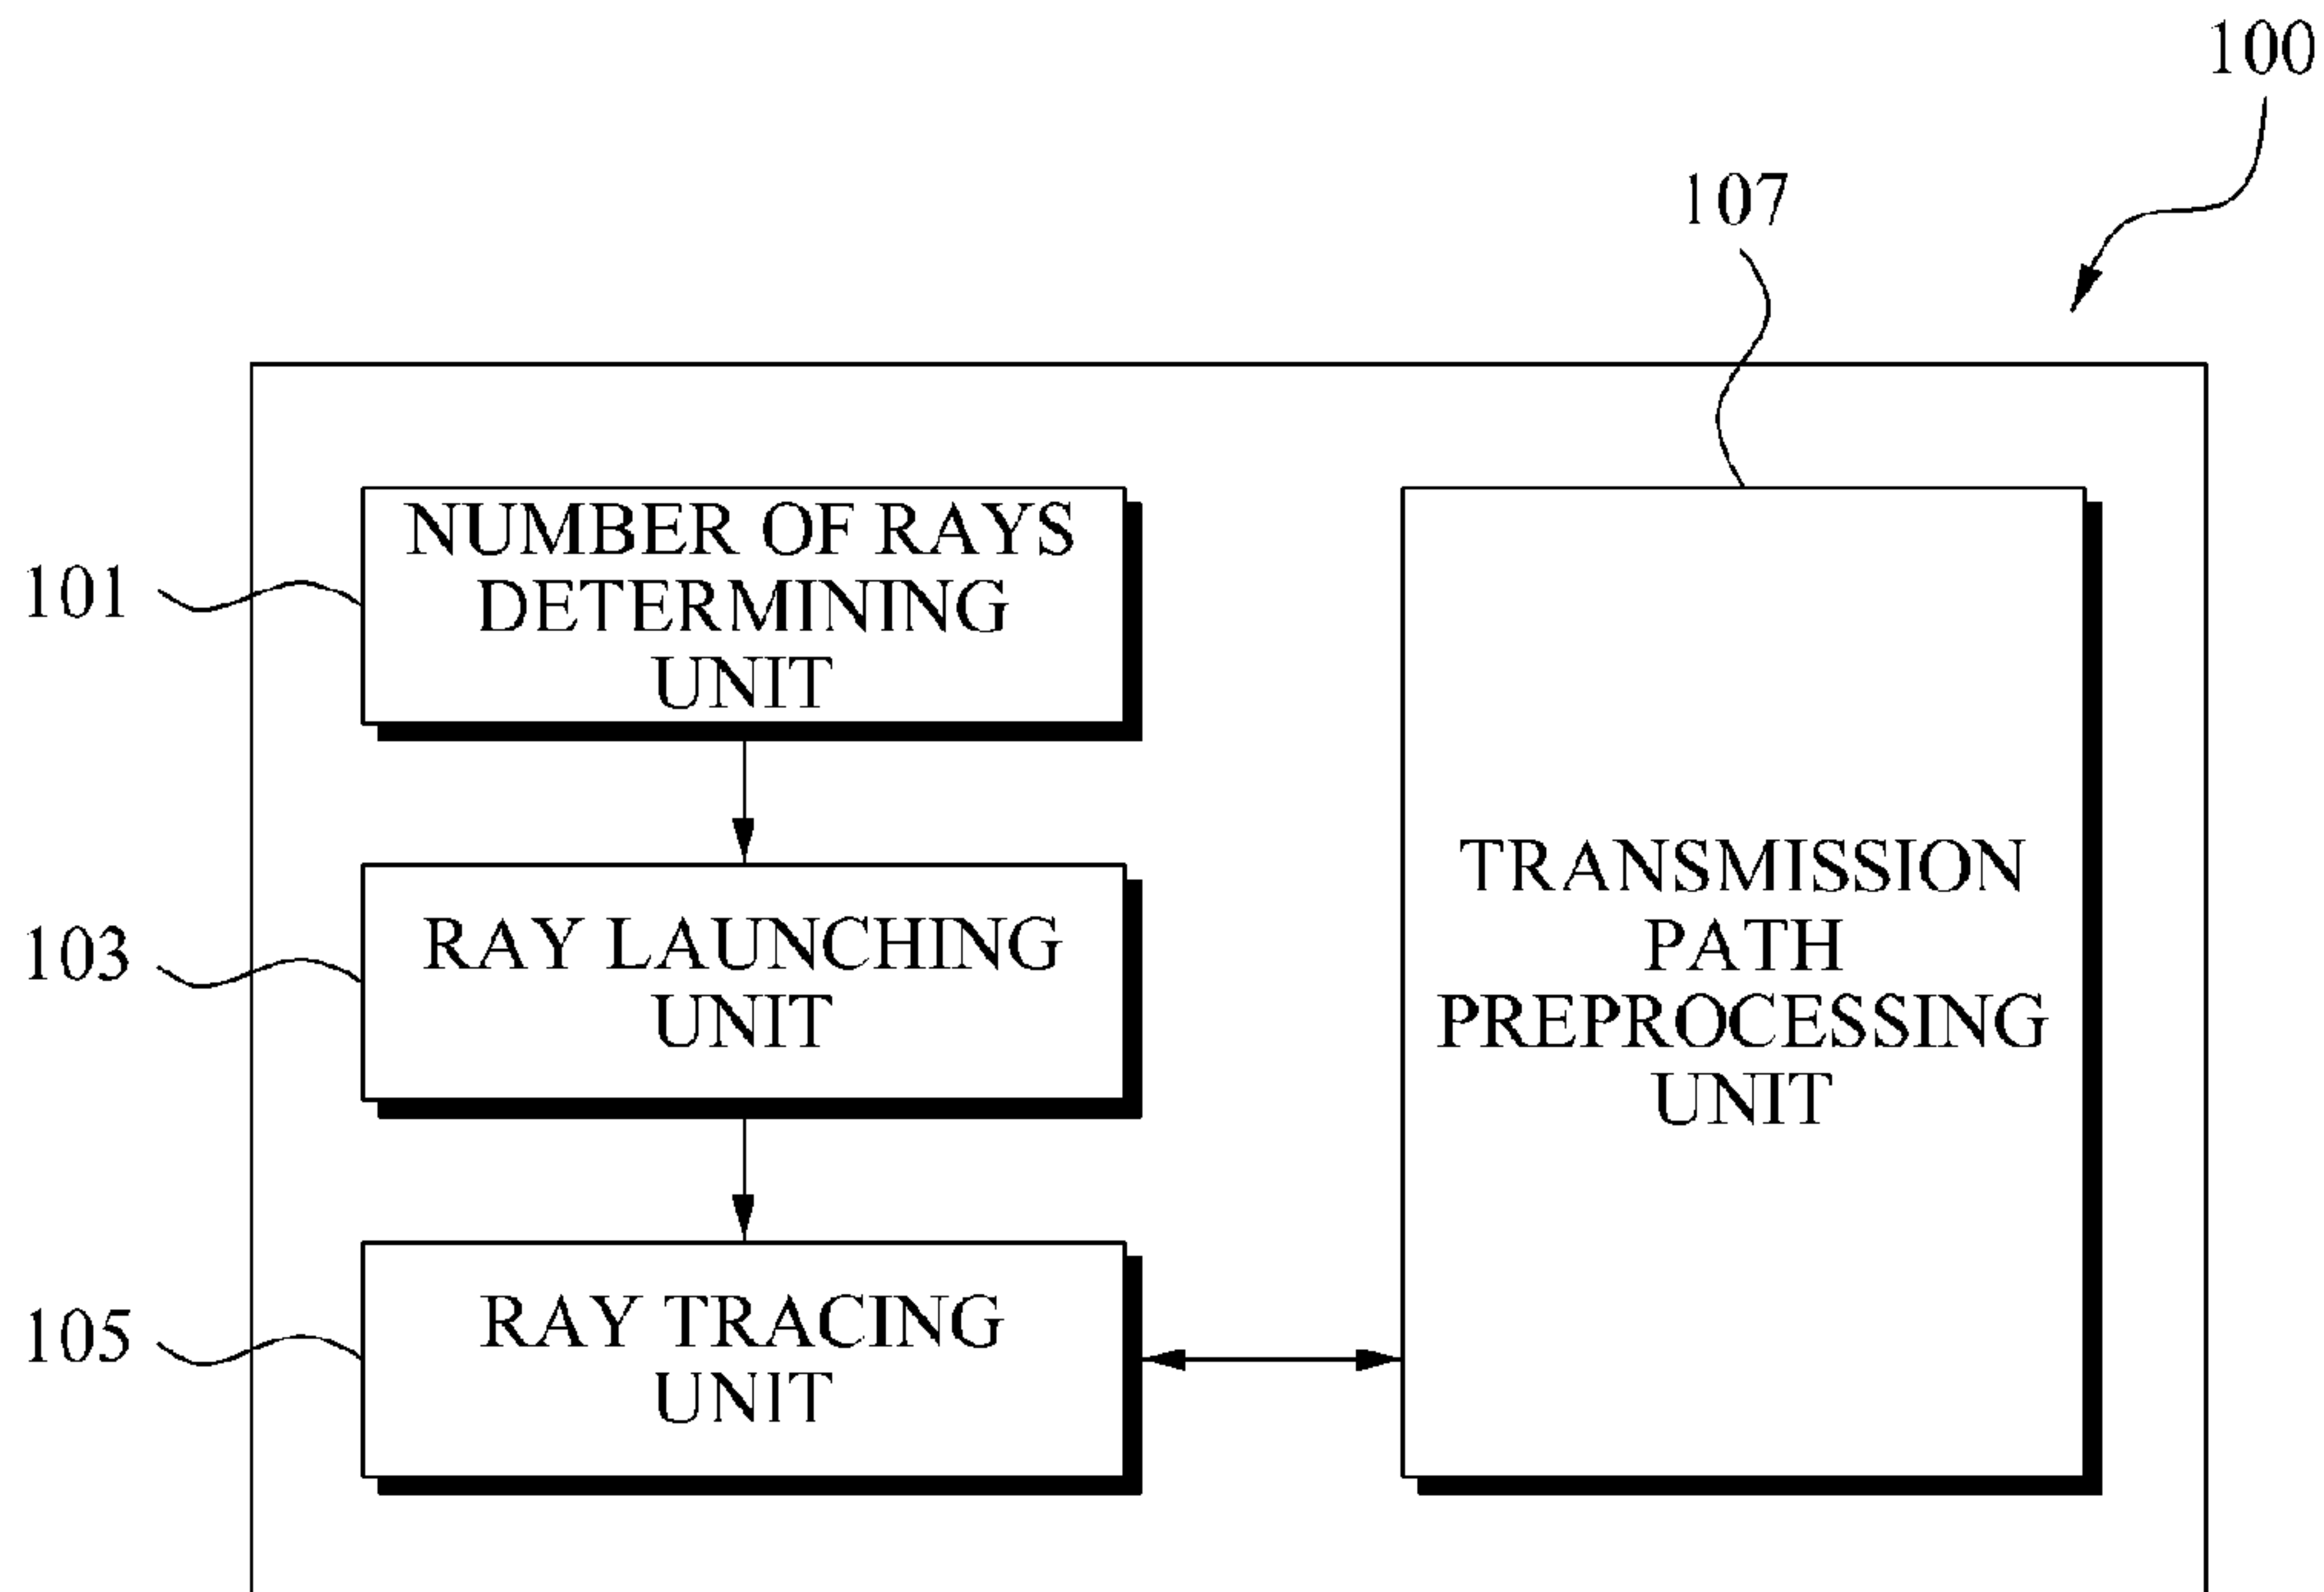 100
107
101
NUMBER OF RAYS
DETERMINING
UNIT
103
RAY LAUNCHING
UNIT
105
RAY TRACING
UNIT
TRANSMISSION
PATH
PREPROCESSING
UNIT